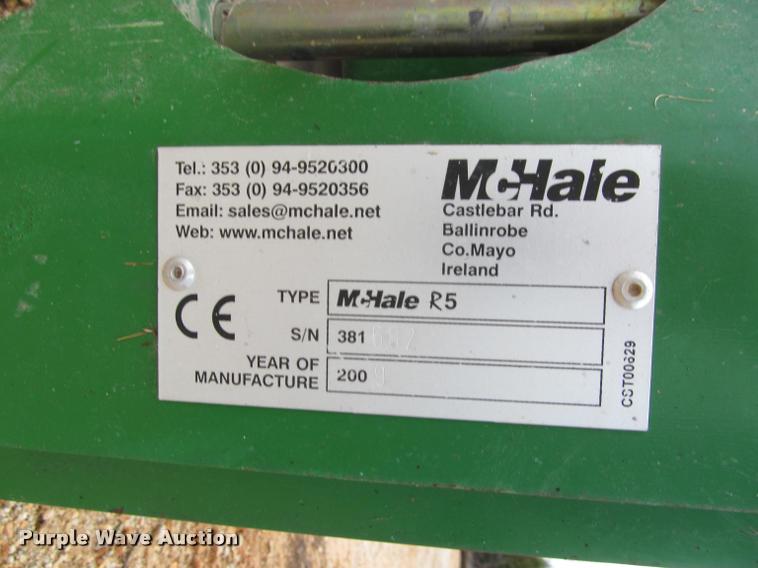 Tel.: 353 (0) 94-9520300
Fax: 353 (0) 94-9520356
Email: sales@mchale.net
Web: www.mchale.net
McHale
Castlebar Rd.
Ballinrobe
Co.Mayo
Ireland
CE
TYPE McHale R5
S/N 381
YEAR OF
MANUFACTURE 2009
CST00629
Purple Wave Auction